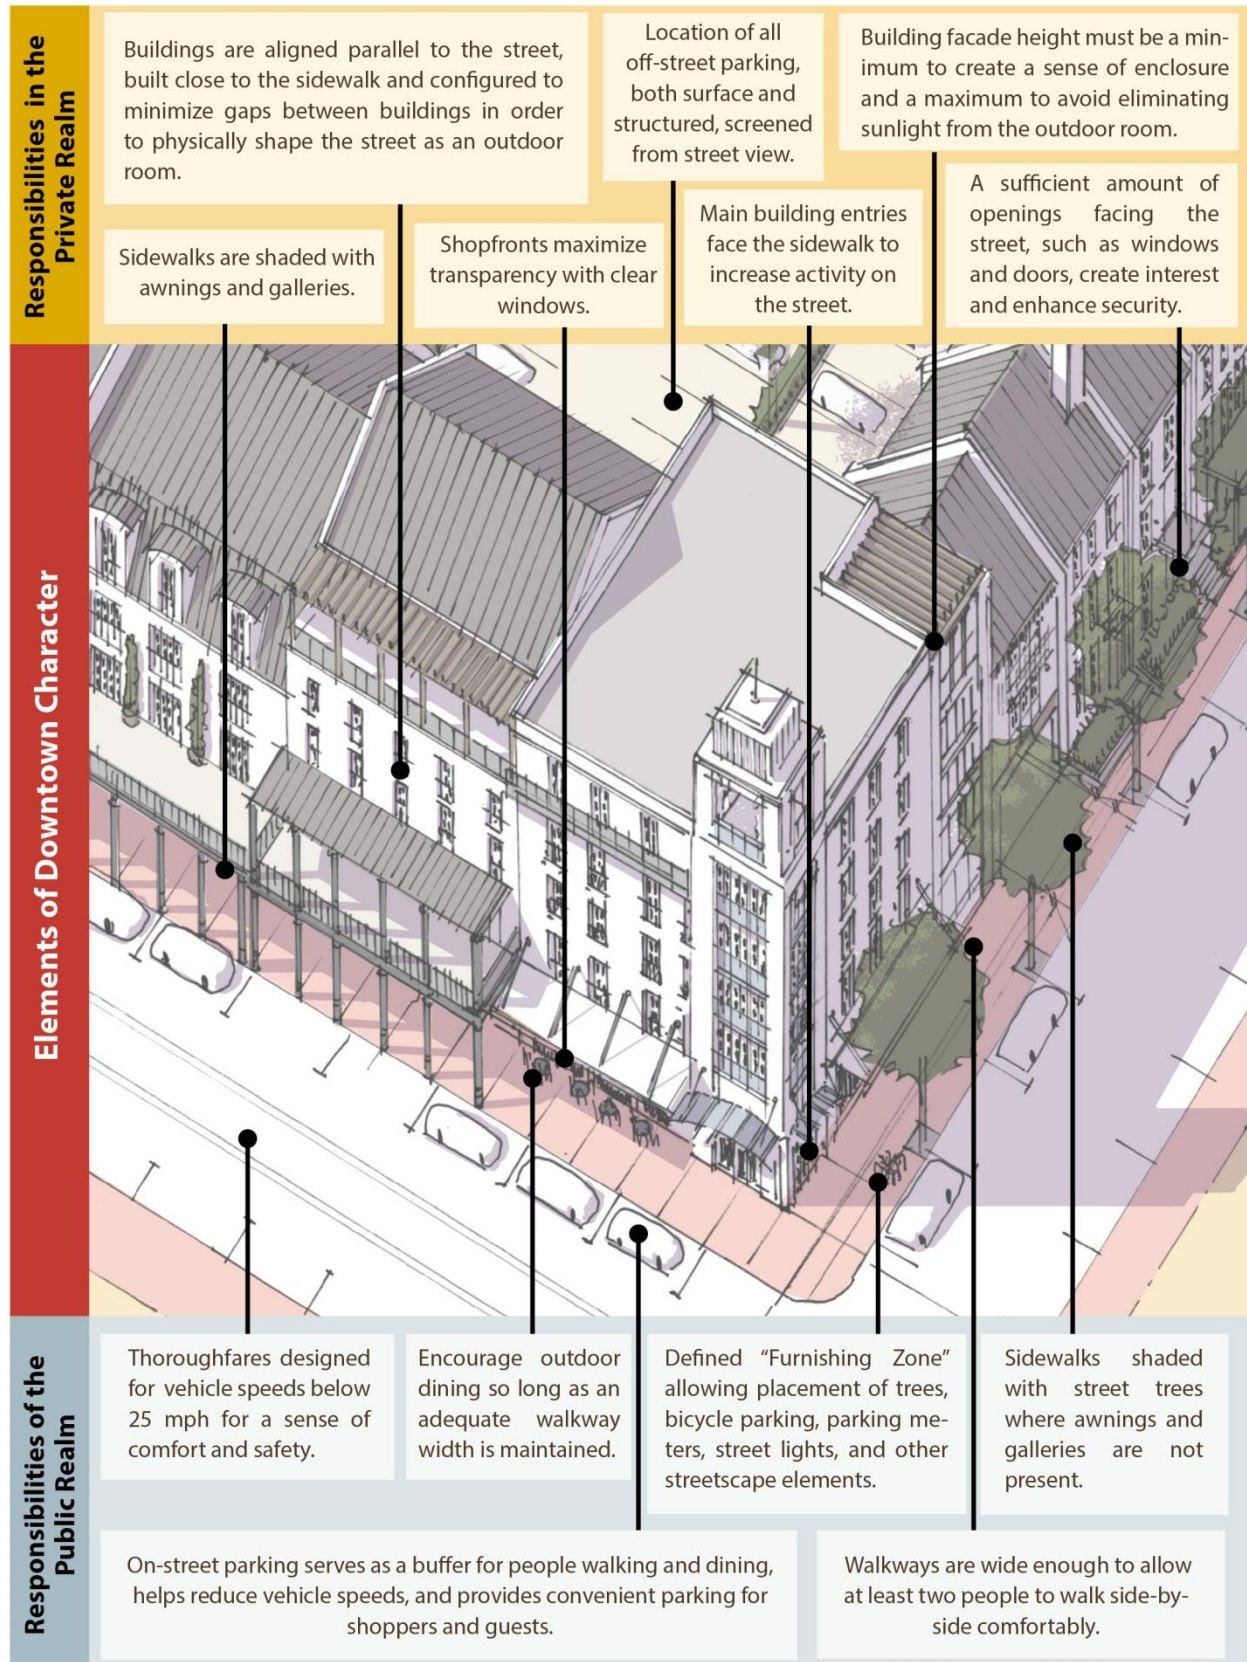 Responsibilities in the
Private Realm
Buildings are aligned parallel to the street,
built close to the sidewalk and configured to
minimize gaps between buildings in order
to physically shape the street as an outdoor
room.
Location of all
off-street parking,
both surface and
structured, screened
from street view.
Building facade height must be a min-
imum to create a sense of enclosure
and a maximum to avoid eliminating
sunlight from the outdoor room.
Sidewalks are shaded with
awnings and galleries.
Shopfronts maximize
transparency with clear
windows.
Main building entries
face the sidewalk to
increase activity on
the street.
A sufficient amount of
openings facing the
street, such as windows
and doors, create interest
and enhance security.
Elements of Downtown Character
Responsibilities of the
Public Realm
Thoroughfares designed
for vehicle speeds below
25 mph for a sense of
comfort and safety.
Encourage outdoor
dining so long as an
adequate walkway
width is maintained.
Defined “Furnishing Zone”
allowing placement of trees,
bicycle parking, parking me-
ters, street lights, and other
streetscape elements.
Sidewalks shaded
with street trees
where awnings and
galleries are not
present.
On-street parking serves as a buffer for people walking and dining,
helps reduce vehicle speeds, and provides convenient parking for
shoppers and guests.
Walkways are wide enough to allow
at least two people to walk side-by-
side comfortably.